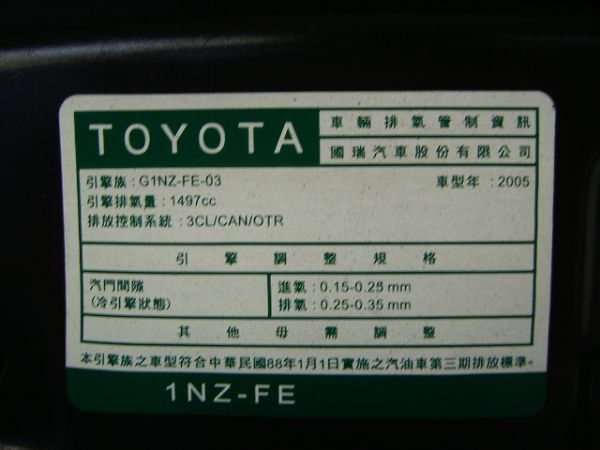 TOYOTA
車輛排氣管制資訊
國瑞汽車股份有限公司
引擎族：G1NZ-FE-03
車型年：2005
引擎排氣量：1497cc
排放控制系統：3CL/CAN/OTR
引擎調整規格
汽門間隙
(冷引擎狀態)
進氣：0.15-0.25 mm
排氣：0.25-0.35 mm
其他毋需調整
本引擎族之車型符合中華民國88年1月1日實施之汽油車第三期排放標準。
1NZ-FE